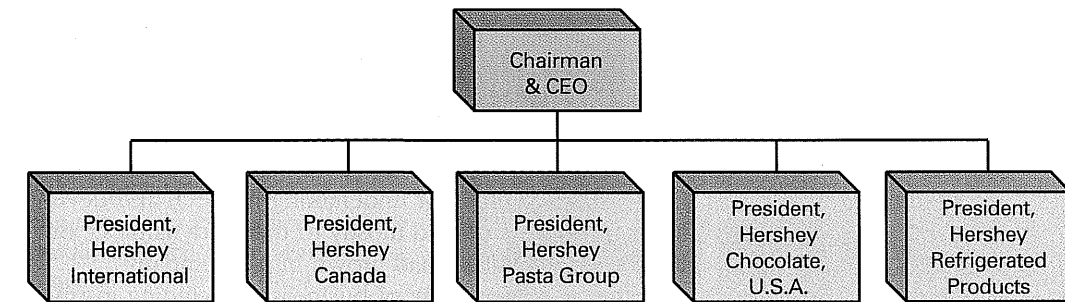 Chairman
& CEO
President,
Hershey
International
President,
Hershey
Canada
President,
Hershey
Pasta Group
President,
Hershey
Chocolate,
U.S.A.
President,
Hershey
Refrigerated
Products